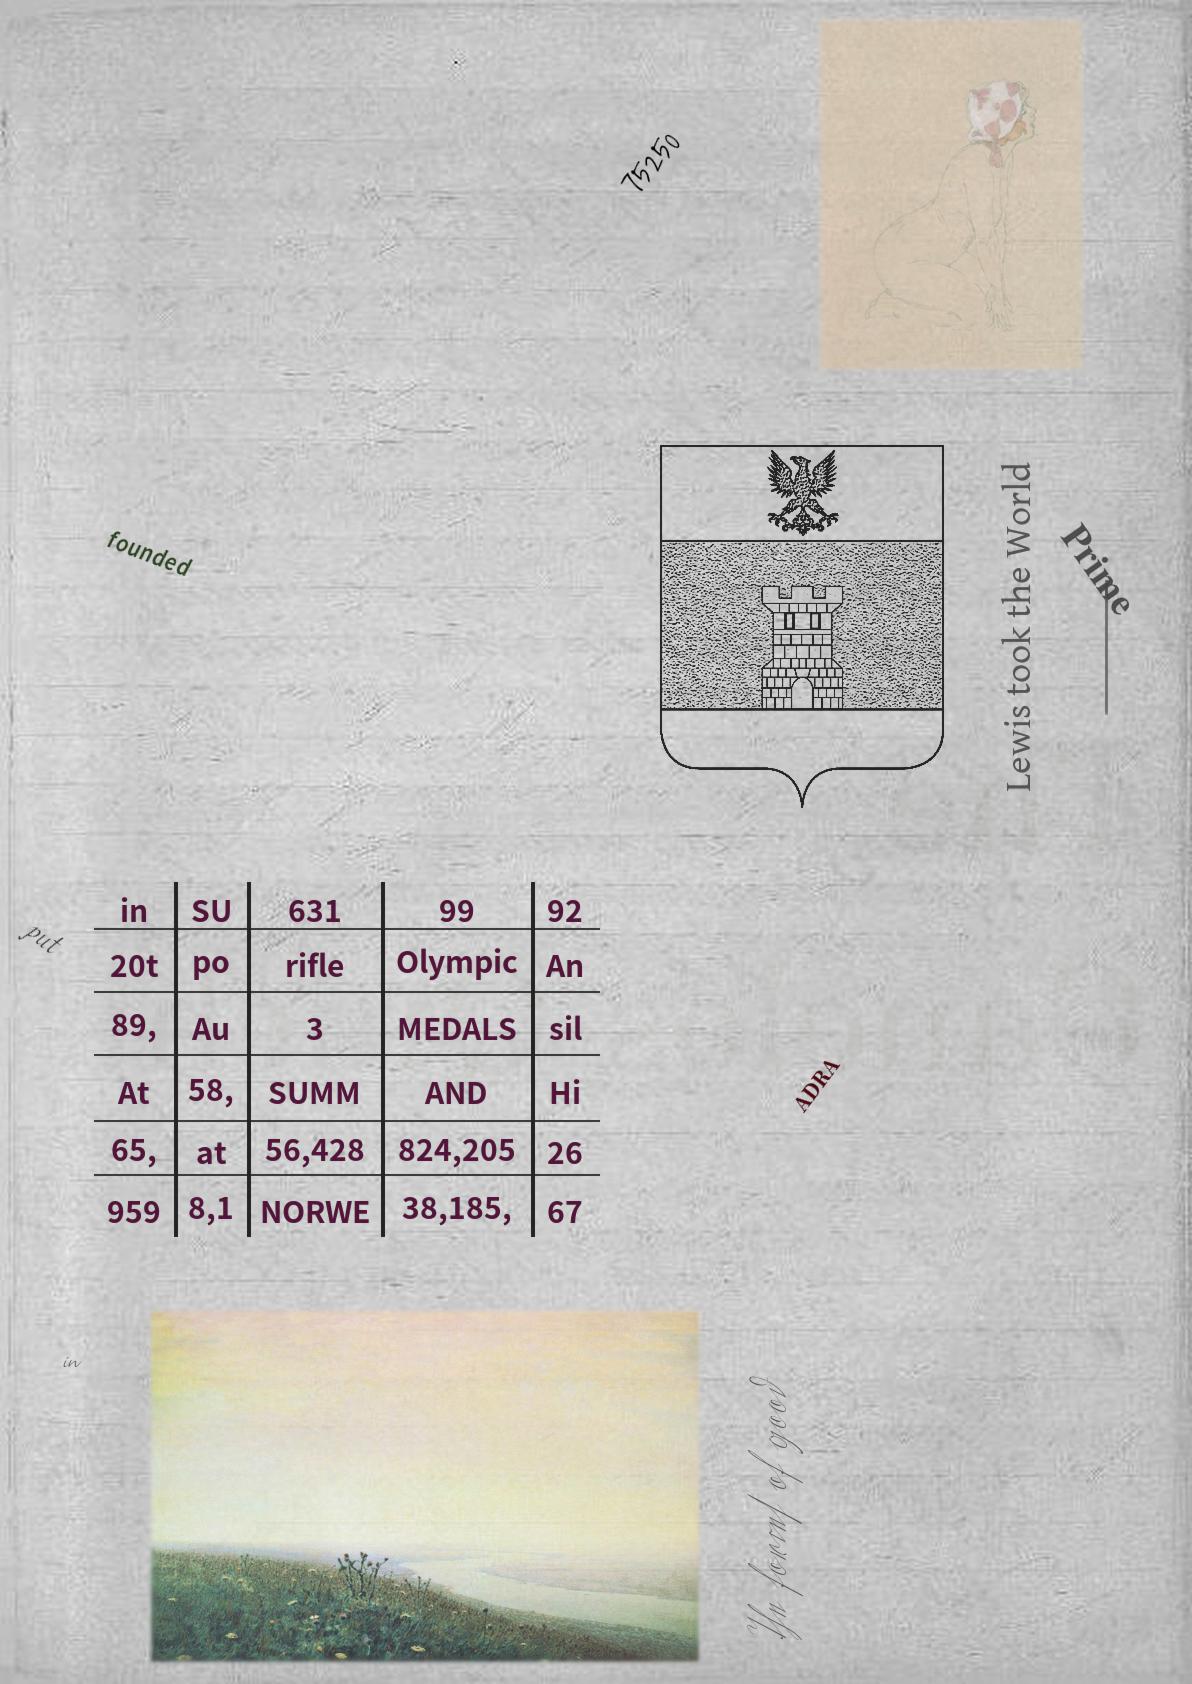 75250
founded
Lewis took the World
Prime
put
in SU 631 99 92
20t po rifle Olympic An
89, Au 3 MEDALS sil
At 58, SUMM AND Hi
65, at 56,428 824,205 26
959 8,1 NORWE 38,185, 67
ADRA
in
In forms of good